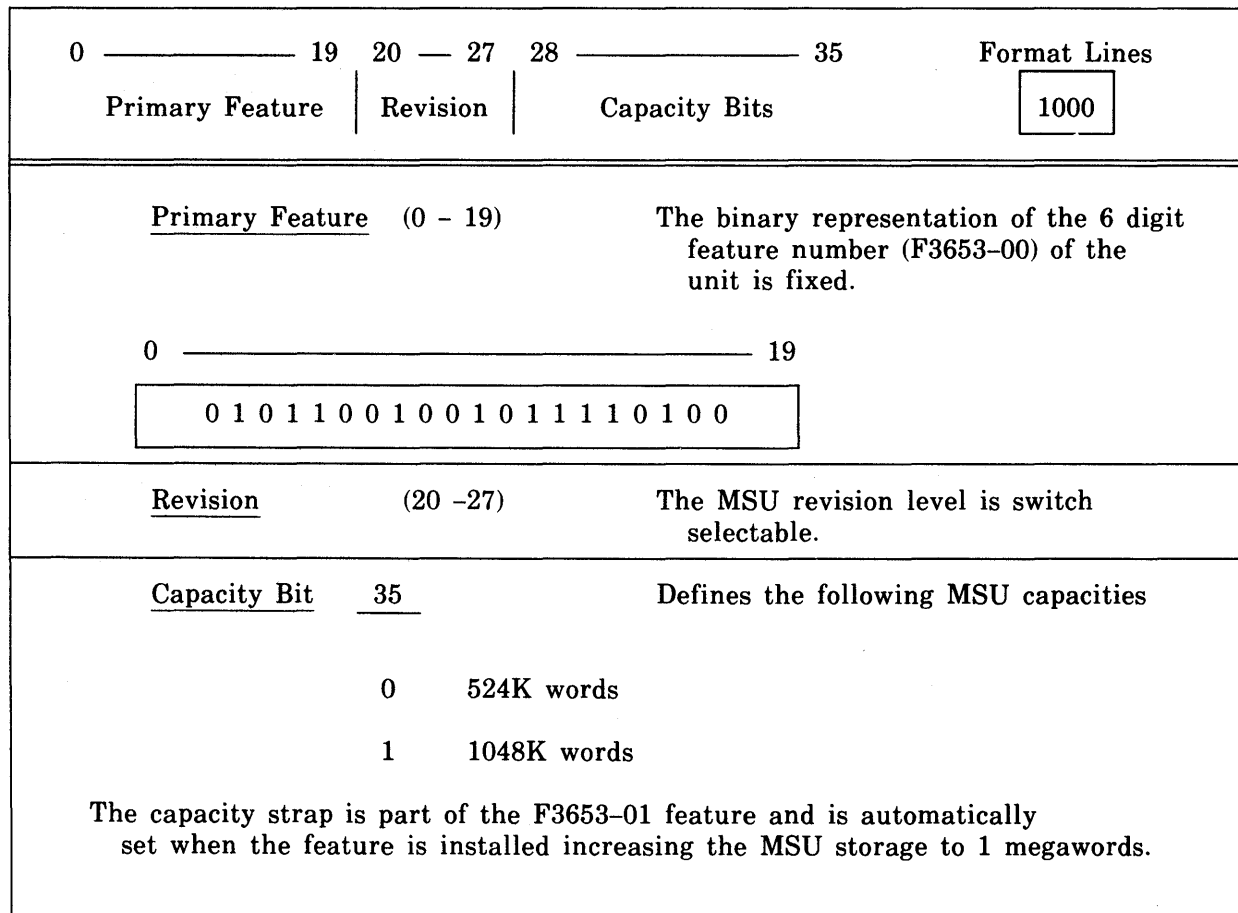 0 19 20 — 27 28 35 Format Lines
Primary Feature Revision Capacity Bits 1000
Primary Feature (0 – 19) The binary representation of the 6 digit
feature number (F3653–00) of the
unit is fixed.
0 19
0 1 0 1 1 0 0 1 0 0 1 0 1 1 1 1 0 1 0 0
Revision (20 –27) The MSU revision level is switch
selectable.
Capacity Bit 35 Defines the following MSU capacities
0 524K words
1 1048K words
The capacity strap is part of the F3653–01 feature and is automatically
set when the feature is installed increasing the MSU storage to 1 megawords.